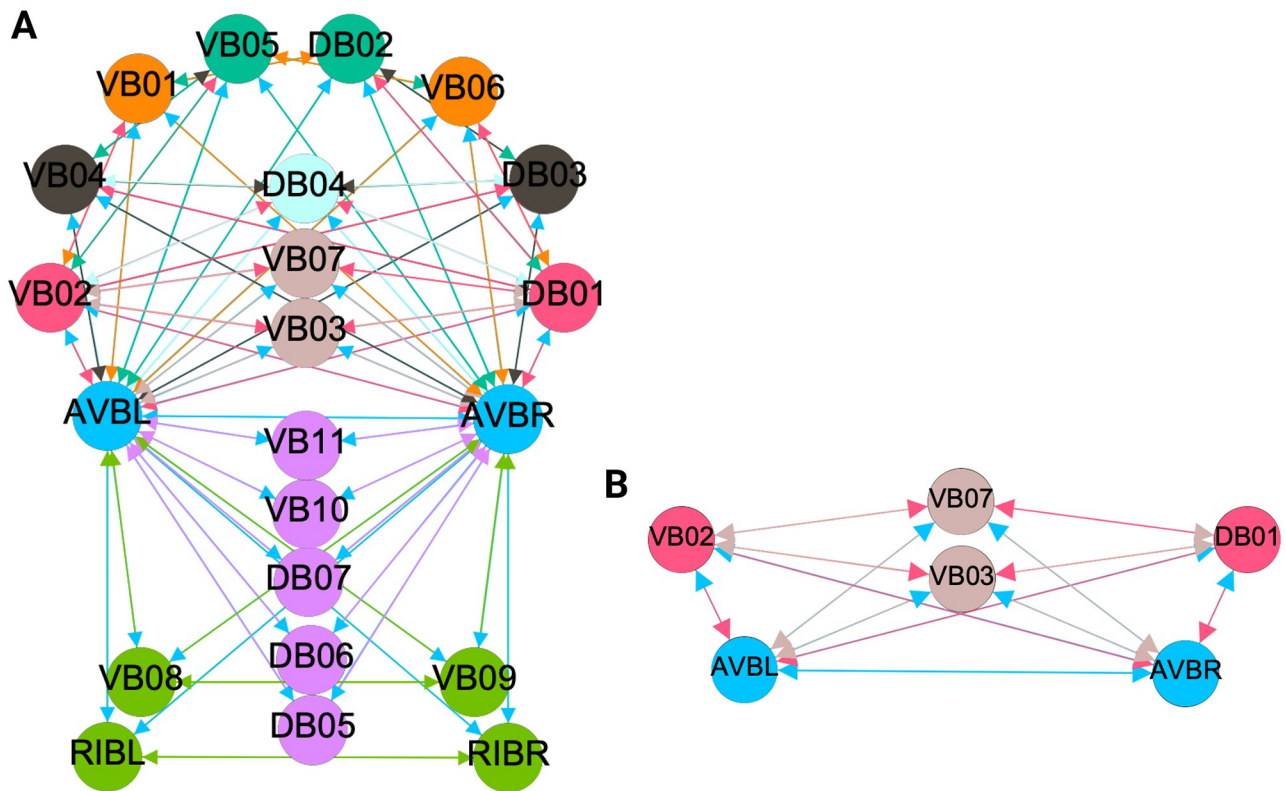 A
VB05 DB02
VB01 VB06
VB04 DB04 DB03
VB07
VB02 DB01
VB03
AVBL AVBR
VB11
VB10
DB07
DB06
VB08 VB09
DB05
RIBL RIBR
B
VB07
VB02 DB01
VB03
AVBL AVBR